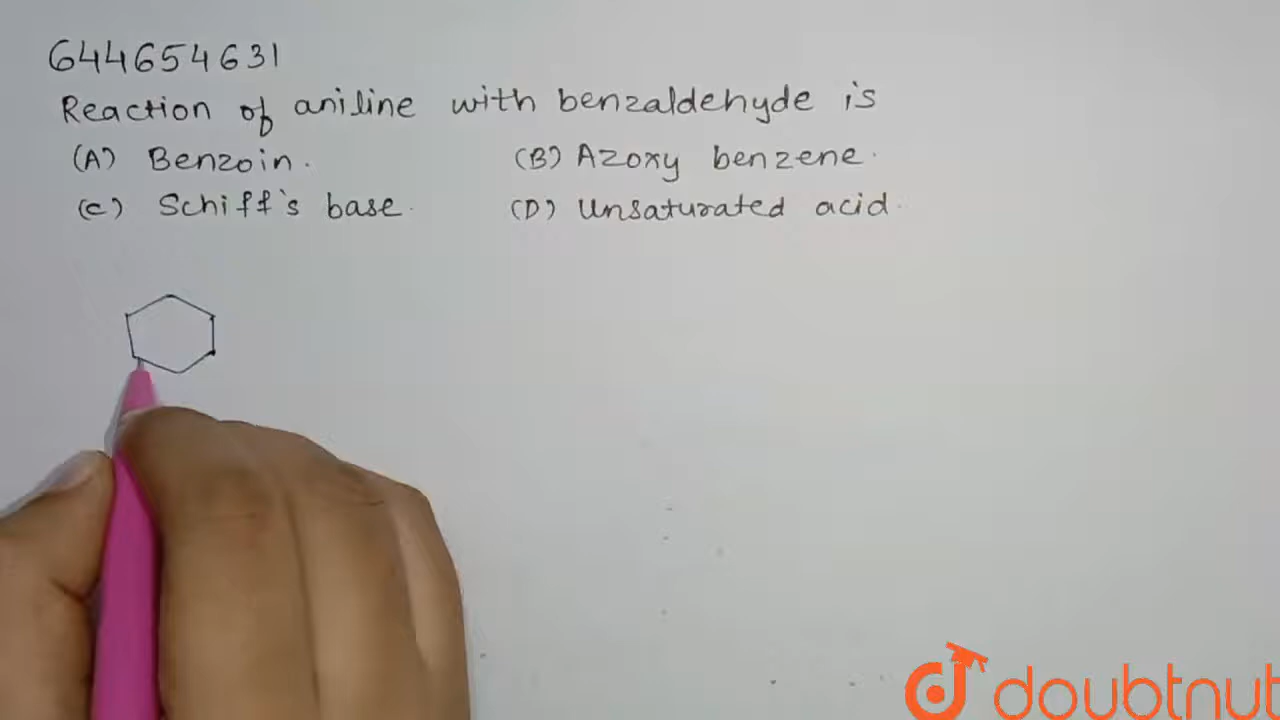 644654631
Reaction of aniline with benzaldehyde is
(A) Benzoin. (B) Azoxy benzene.
(C) Schiff's base. (D) Unsaturated acid.
doubtnut